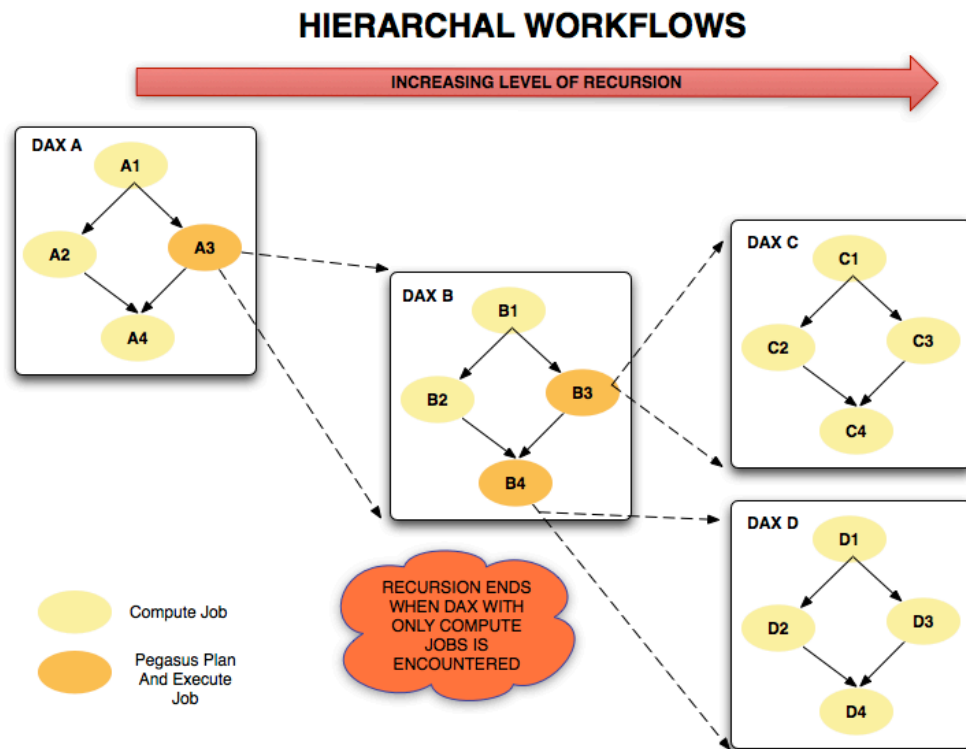 HIERARCHAL WORKFLOWS
INCREASING LEVEL OF RECURSION
DAX A
A1
A2
A3
A4
DAX B
B1
B2
B3
B4
DAX C
C1
C2
C3
C4
DAX D
D1
D2
D3
D4
RECURSION ENDS
WHEN DAX WITH
ONLY COMPUTE
JOBS IS
ENCOUNTERED
Compute Job
Pegasus Plan
And Execute
Job